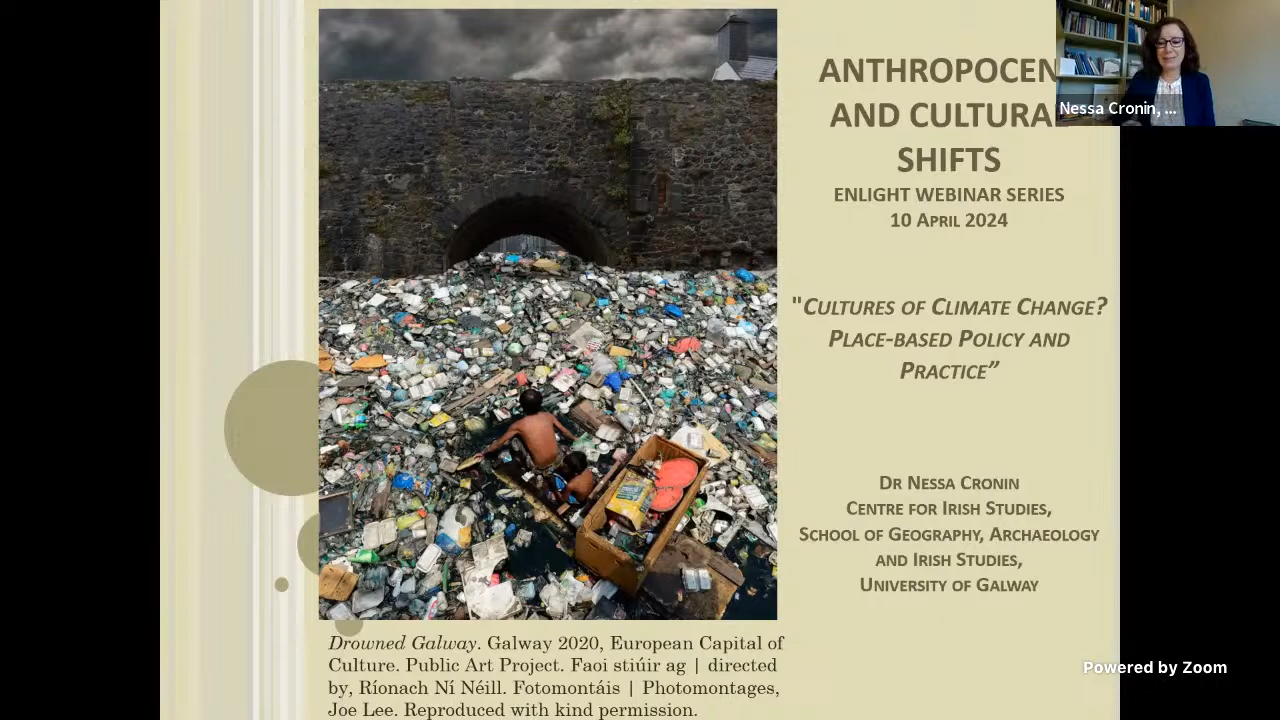 ANTHROPOCEN
AND CULTURA
SHIFTS
ENLIGHT WEBINAR SERIES
10 APRIL 2024
"CULTURES OF CLIMATE CHANGE?
PLACE-BASED POLICY AND
PRACTICE”
DR NESSA CRONIN
CENTRE FOR IRISH STUDIES,
SCHOOL OF GEOGRAPHY, ARCHAEOLOGY
AND IRISH STUDIES,
UNIVERSITY OF GALWAY
Nessa Cronin, ...
Drowned Galway. Galway 2020, European Capital of
Culture. Public Art Project. Faoi stiúir ag | directed
by, Ríonach Ní Néill. Fotomontáis | Photomontages,
Joe Lee. Reproduced with kind permission.
Powered by Zoom